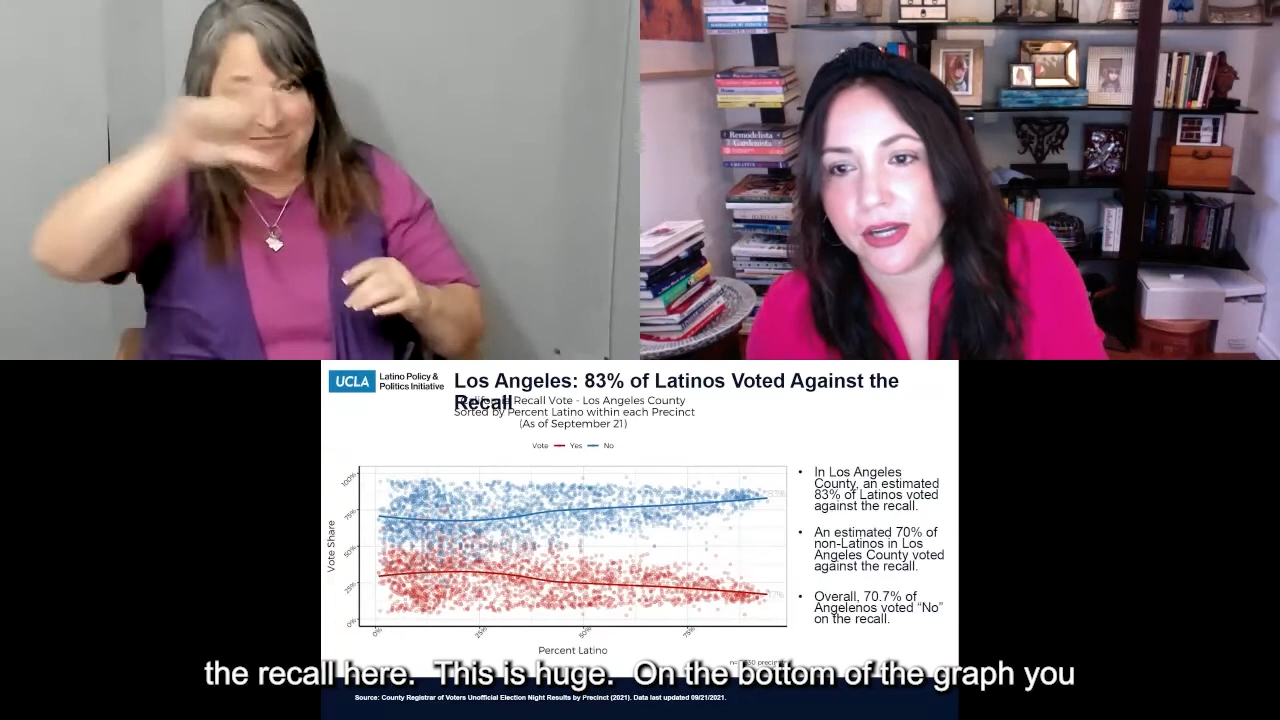 Remodelista
Gardenista
UCLA
Latino Policy &
Politics Initiative
Los Angeles: 83% of Latinos Voted Against the
Recall
California Recall Vote - Los Angeles County
Sorted by Percent Latino within each Precinct
(As of September 21)
Vote Yes No
100%
75%
50%
25%
0%
Vote Share
83%
17%
0%
25%
50%
75%
Percent Latino
• In Los Angeles
County, an estimated
83% of Latinos voted
against the recall.
• An estimated 70% of
non-Latinos in Los
Angeles County voted
against the recall.
• Overall, 70.7% of
Angelenos voted “No”
on the recall.
the recall here. This is huge. On the bottom of the graph you
Source: County Registrar of Voters Unofficial Election Night Results by Precinct (2021). Data last updated 09/21/2021.